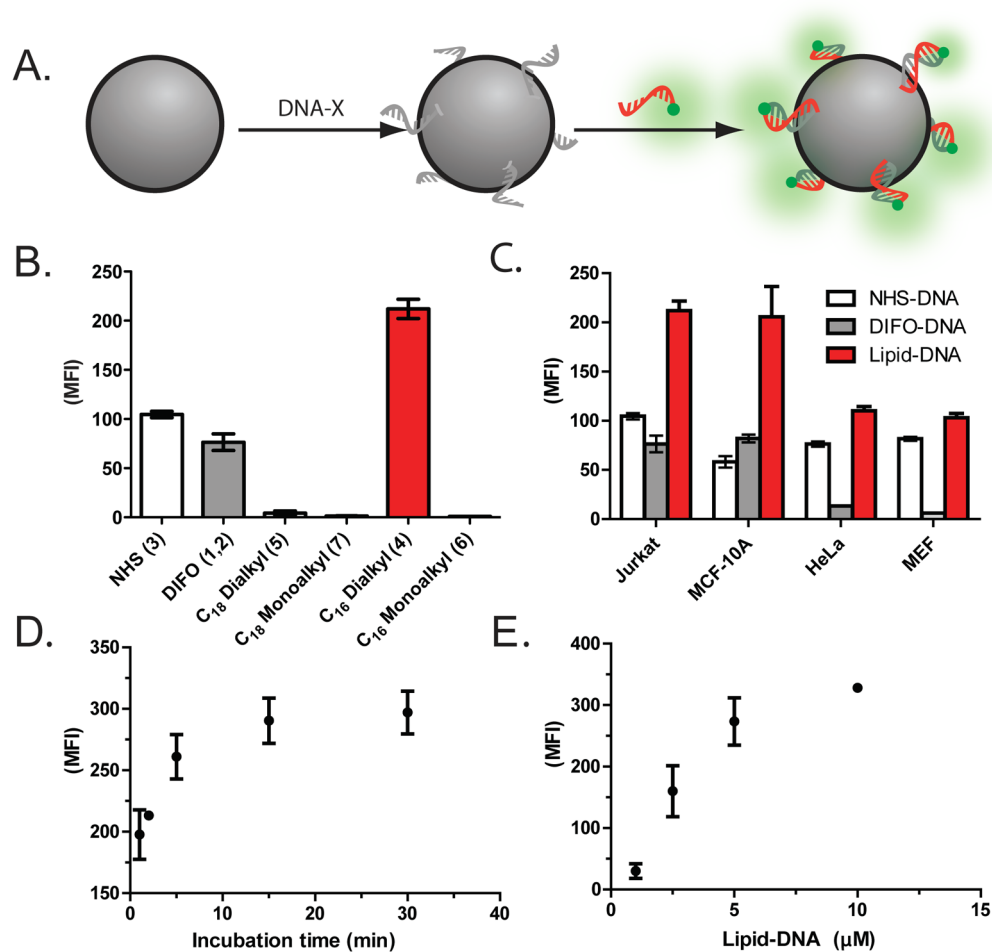 A.
DNA-X
B.
(MFI)
250
200
150
100
50
0
NHS (3)
DIFO (1,2)
C₁₈ Dialkyl (5)
C₁₈ Monoalkyl (7)
C₁₆ Dialkyl (4)
C₁₆ Monoalkyl (6)
C.
(MFI)
250
200
150
100
50
0
NHS-DNA
DIFO-DNA
Lipid-DNA
Jurkat
MCF-10A
HeLa
MEF
D.
(MFI)
350
300
250
200
150
0 10 20 30 40
Incubation time (min)
E.
(MFI)
400
300
200
100
0
0 5 10 15
Lipid-DNA (µM)